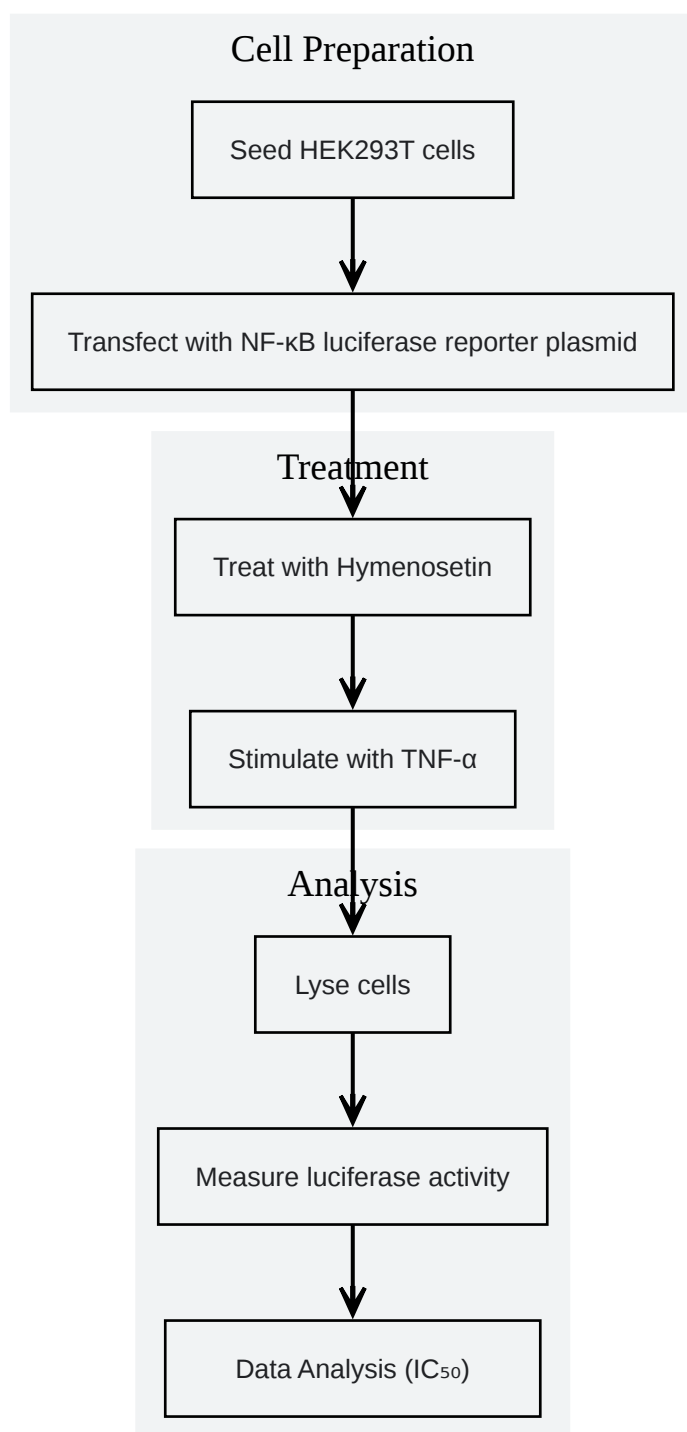 Cell Preparation
Seed HEK293T cells
Transfect with NF-κB luciferase reporter plasmid
Treatment
Treat with Hymenosetin
Stimulate with TNF-α
Analysis
Lyse cells
Measure luciferase activity
Data Analysis (IC₅₀)